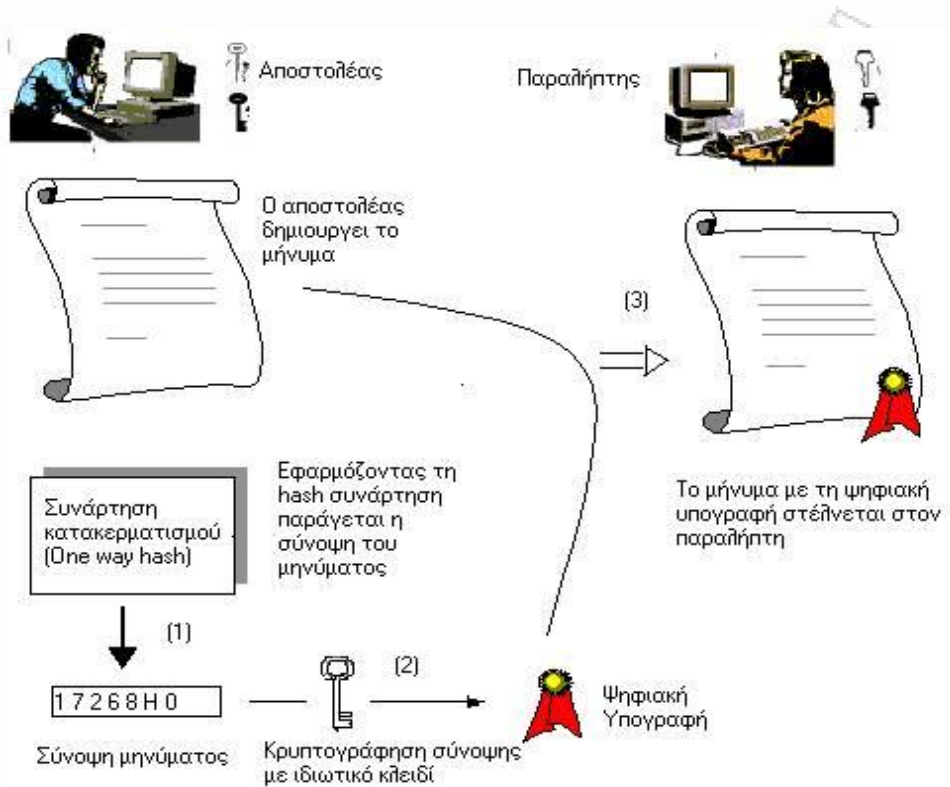 Αποστολέας
Παραλήπτης
Ο αποστολέας
δημιουργει το
μήνυμα
(3)
Συνάρτηση
κατακερματισμού
(One way hash)
Εφαρμόζοντας τη
hash συνάρτηση
παράγεται η
σύνοψη του
μηνύματος
Το μήνυμα με τη ψηφιακή
υπογραφή στέλνεται στον
παραλήπτη
(1)
17268H0
Σύνοψη μηνύματος
(2)
Κρυπτογράφηση σύνοψης
με ιδιωτικό κλειδί
Ψηφιακή
Υπογραφή